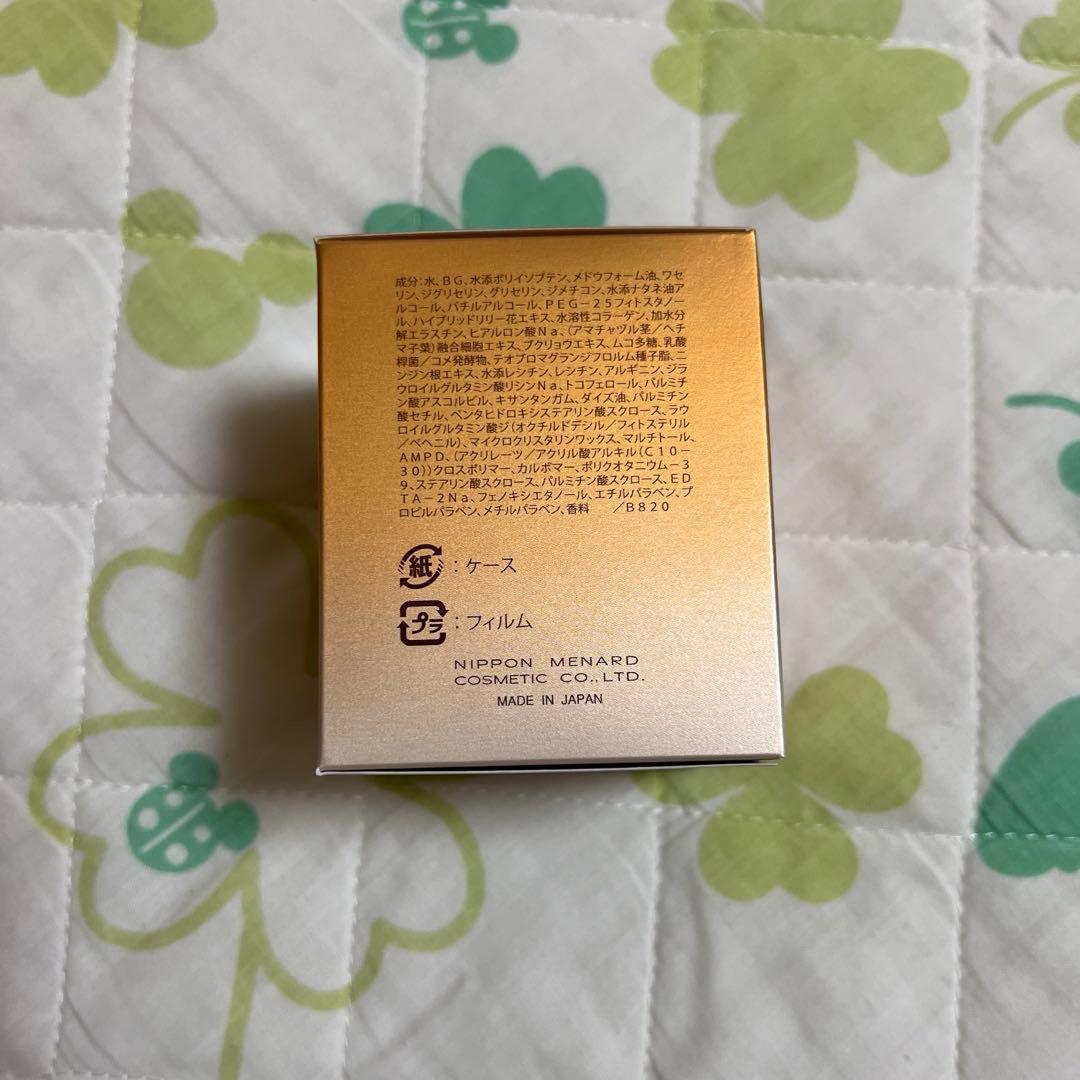 成分：水、BG、水添ポリイソブテン、メドウフォーム油、ワセ
リン、ジグリセリン、グリセリン、ジメチコン、水添ナタネ油ア
ルコール、バチルアルコール、PEG－25フィトスタノー
ル、ハイブリッドリリー花エキス、水溶性コラーゲン、加水分
解エラスチン、ヒアルロン酸Na、（アマチャヅル茎／ヘチ
マ子葉）融合細胞エキス、ブクリョウエキス、ムコ多糖、乳酸
桿菌／コメ発酵物、テオブロマグランジフロルム種子脂、ニ
ンジン根エキス、水添レシチン、レシチン、アルギニン、ジラ
ウロイルグルタミン酸リシンNa、トコフェロール、パルミチ
ン酸アスコルビル、キサンタンガム、ダイズ油、パルミチン
酸セチル、ペンタヒドロキシステアリン酸スクロース、ラウ
ロイルグルタミン酸ジ（オクチルドデシル／フィトステリル
／ベヘニル）、マイクロクリスタリンワックス、マルチトール、
AMPD、（アクリレーツ／アクリル酸アルキル（C10－
30））クロスポリマー、カルボマー、ポリクオタニウム－3
9、ステアリン酸スクロース、パルミチン酸スクロース、ED
TA－2Na、フェノキシエタノール、エチルパラベン、プ
ロピルパラベン、メチルパラベン、香料　／B820
紙：ケース
プラ：フィルム
NIPPON MENARD
COSMETIC CO.,LTD.
MADE IN JAPAN